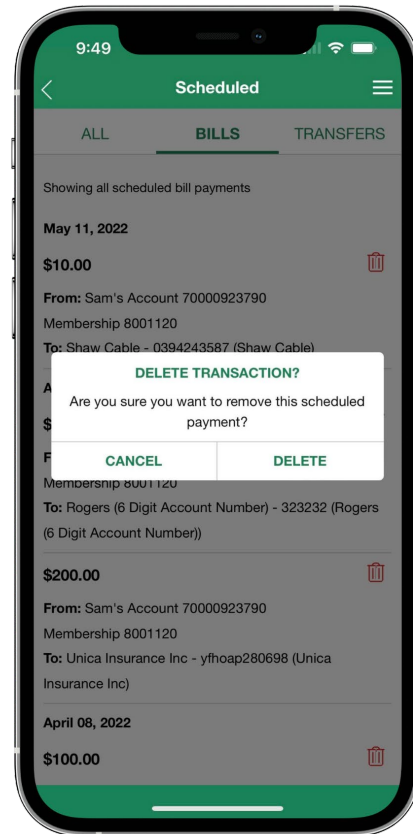 9:49
Scheduled
ALL BILLS TRANSFERS
Showing all scheduled bill payments
May 11, 2022
$10.00
From: Sam's Account 70000923790
Membership 8001120
To: Shaw Cable - 0394243587 (Shaw Cable)
DELETE TRANSACTION?
Are you sure you want to remove this scheduled
payment?
CANCEL DELETE
Membership 8001120
To: Rogers (6 Digit Account Number) - 323232 (Rogers
(6 Digit Account Number))
$200.00
From: Sam's Account 70000923790
Membership 8001120
To: Unica Insurance Inc - yfhoap280698 (Unica
Insurance Inc)
April 08, 2022
$100.00